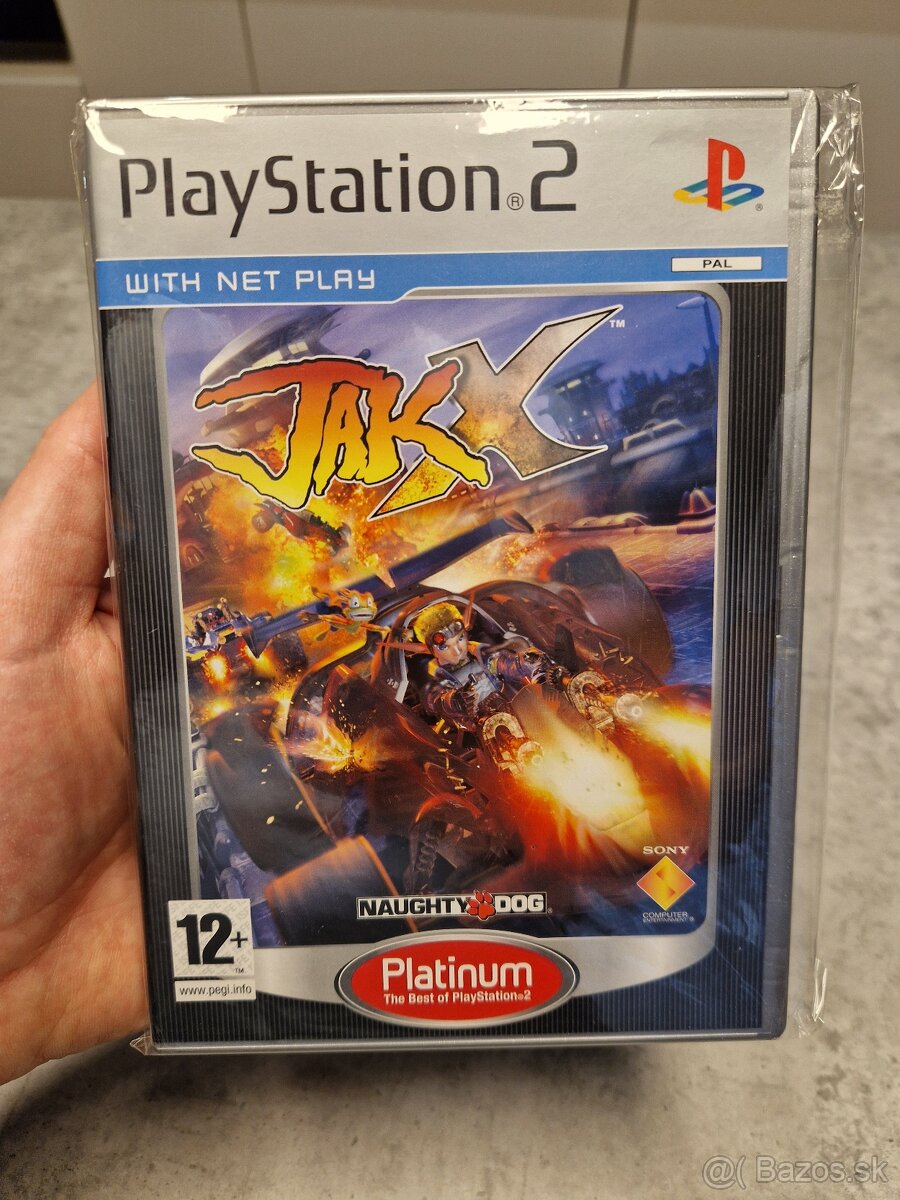 PlayStation®2
WITH NET PLAY
PAL
JAK X™
SONY
COMPUTER
ENTERTAINMENT®
NAUGHTY DOG
12+™
www.pegi.info
Platinum
The Best of PlayStation®2
@( Bazos.sk